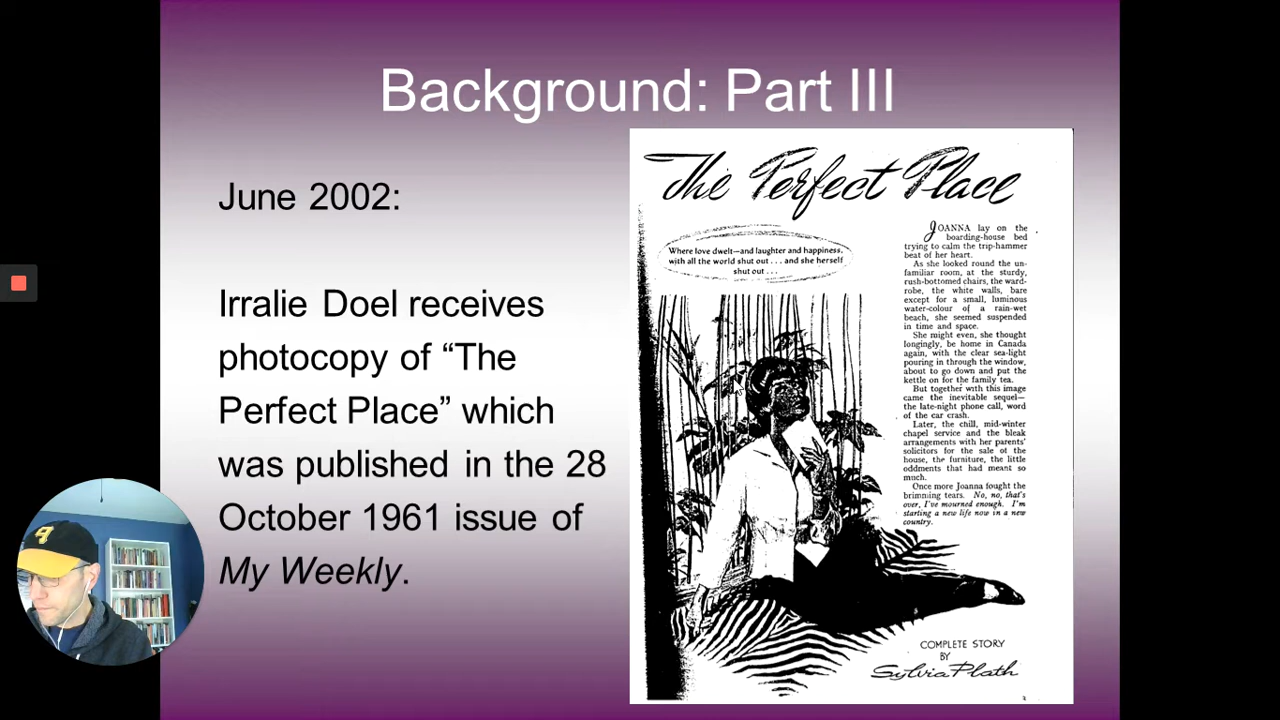 Background: Part III
June 2002:
Irralie Doel receives
photocopy of “The
Perfect Place” which
was published in the 28
October 1961 issue of
My Weekly.
The Perfect Place
Where love dwelt—and laughter and happiness,
with all the world shut out . . . and she herself
shut out . . .
JOANNA lay on the
boarding-house bed
trying to calm the trip-hammer
beat of her heart.
As she looked round the un-
familiar room, at the sturdy,
rush-bottomed chairs, the ward-
robe, the white walls, bare
except for a small, luminous
water-colour of a rain-wet
beach, she seemed suspended
in time and space.
She might even, she thought
longingly, be home in Canada
again, with the clear sea-light
pouring in through the window,
about to go down and put the
kettle on for the family tea.
But together with this image
came the inevitable sequel—
the late-night phone call, word
of the car crash.
Later, the chill, mid-winter
chapel service and the bleak
arrangements with her parents'
solicitors for the sale of the
house, the furniture, the little
oddments that had meant so
much.
Once more Joanna fought the
brimming tears. No, no, that's
over, I've mourned enough. I'm
starting a new life now in a new
country.
COMPLETE STORY
BY
Sylvia Plath